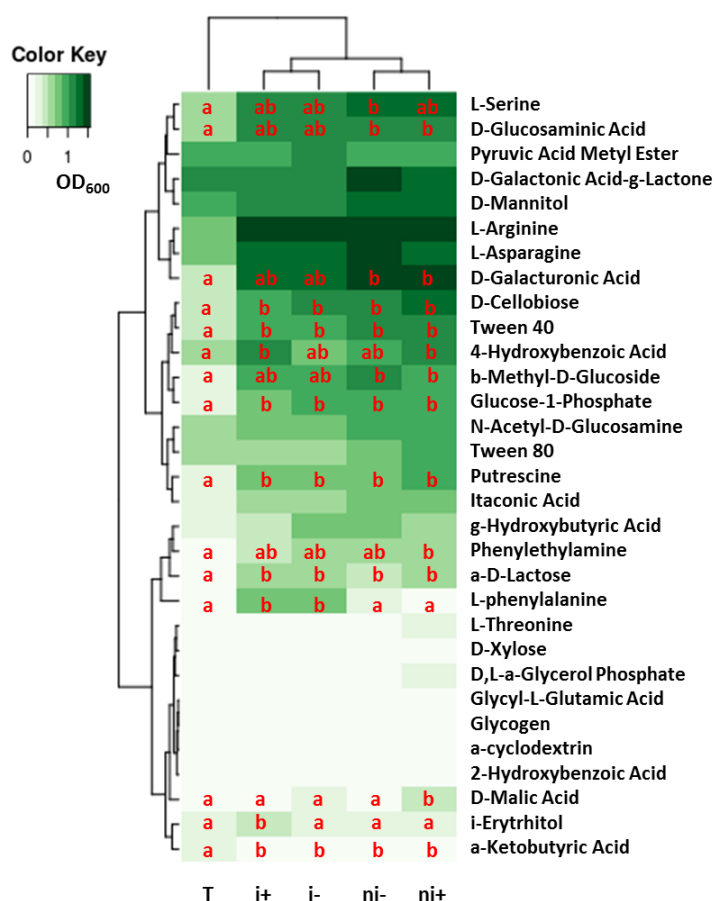 Color Key
0 1
OD600
a ab ab b ab L-Serine
a ab ab b b D-Glucosaminic Acid
Pyruvic Acid Metyl Ester
D-Galactonic Acid-g-Lactone
D-Mannitol
L-Arginine
L-Asparagine
a ab ab b b D-Galacturonic Acid
a b b b b D-Cellobiose
a b b b b Tween 40
a b ab ab b 4-Hydroxybenzoic Acid
a ab ab b b b-Methyl-D-Glucoside
a b b b b Glucose-1-Phosphate
N-Acetyl-D-Glucosamine
Tween 80
a b b b b Putrescine
Itaconic Acid
g-Hydroxybutyric Acid
a ab ab ab b Phenylethylamine
a b b b b a-D-Lactose
a b b a a L-phenylalanine
L-Threonine
D-Xylose
D,L-a-Glycerol Phosphate
Glycyl-L-Glutamic Acid
Glycogen
a-cyclodextrin
2-Hydroxybenzoic Acid
a a a a b D-Malic Acid
a b a a a i-Erytrhitol
a b b b b a-Ketobutyric Acid
T i+ i- ni- ni+